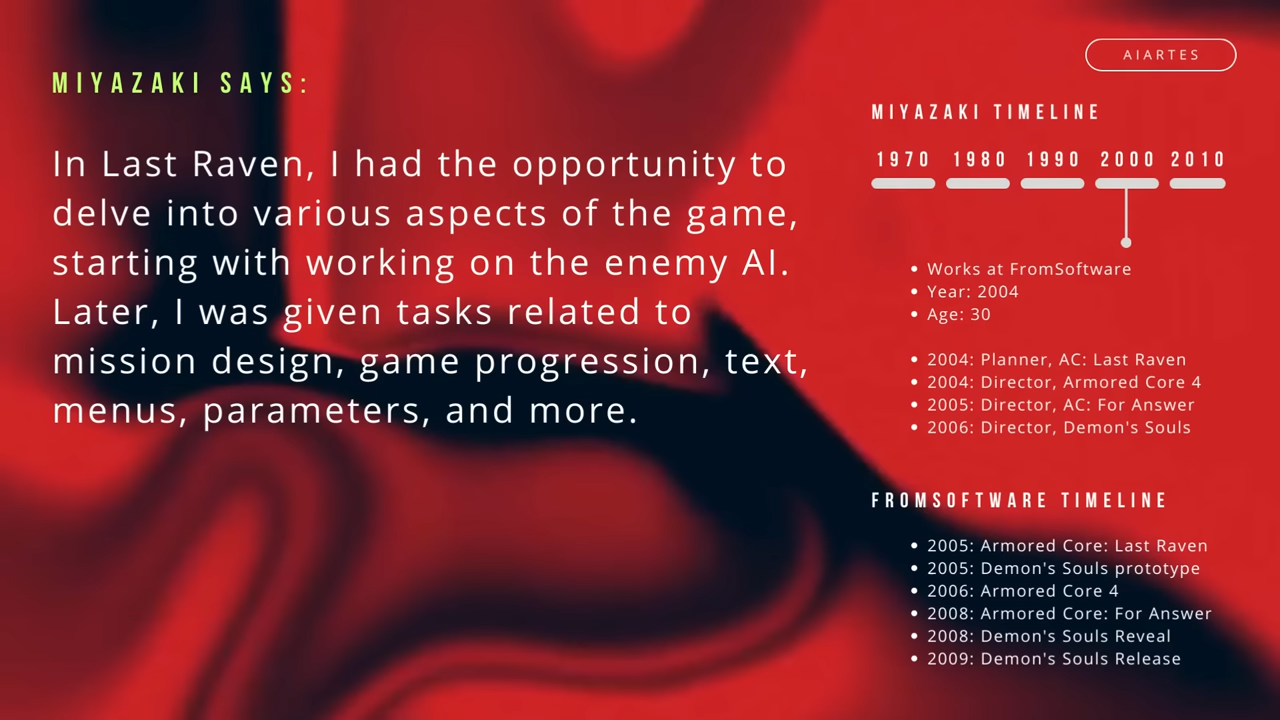 MIYAZAKI SAYS:
In Last Raven, I had the opportunity to
delve into various aspects of the game,
starting with working on the enemy AI.
Later, I was given tasks related to
mission design, game progression, text,
menus, parameters, and more.
AIARTES
MIYAZAKI TIMELINE
1970 1980 1990 2000 2010
• Works at FromSoftware
• Year: 2004
• Age: 30
• 2004: Planner, AC: Last Raven
• 2004: Director, Armored Core 4
• 2005: Director, AC: For Answer
• 2006: Director, Demon's Souls
FROMSOFTWARE TIMELINE
• 2005: Armored Core: Last Raven
• 2005: Demon's Souls prototype
• 2006: Armored Core 4
• 2008: Armored Core: For Answer
• 2008: Demon's Souls Reveal
• 2009: Demon's Souls Release